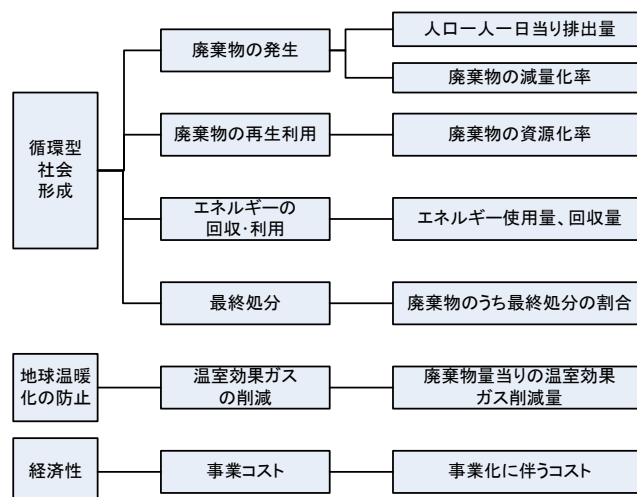 循環型
社会
形成
廃棄物の発生
人口一人一日当り排出量
廃棄物の減量化率
廃棄物の再生利用
廃棄物の資源化率
エネルギーの
回収・利用
エネルギー使用量、回収量
最終処分
廃棄物のうち最終処分の割合
地球温暖
化の防止
温室効果ガス
の削減
廃棄物量当りの温室効果
ガス削減量
経済性
事業コスト
事業化に伴うコスト